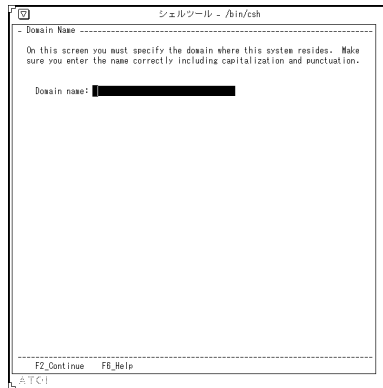 シェルツール - /bin/csh
- Domain Name ------------------------------------------------------------
On this screen you must specify the domain where this system resides. Make
sure you enter the name correctly including capitalization and punctuation.
Domain name:
--------------------------------------------------------------------------
F2_Continue F6_Help